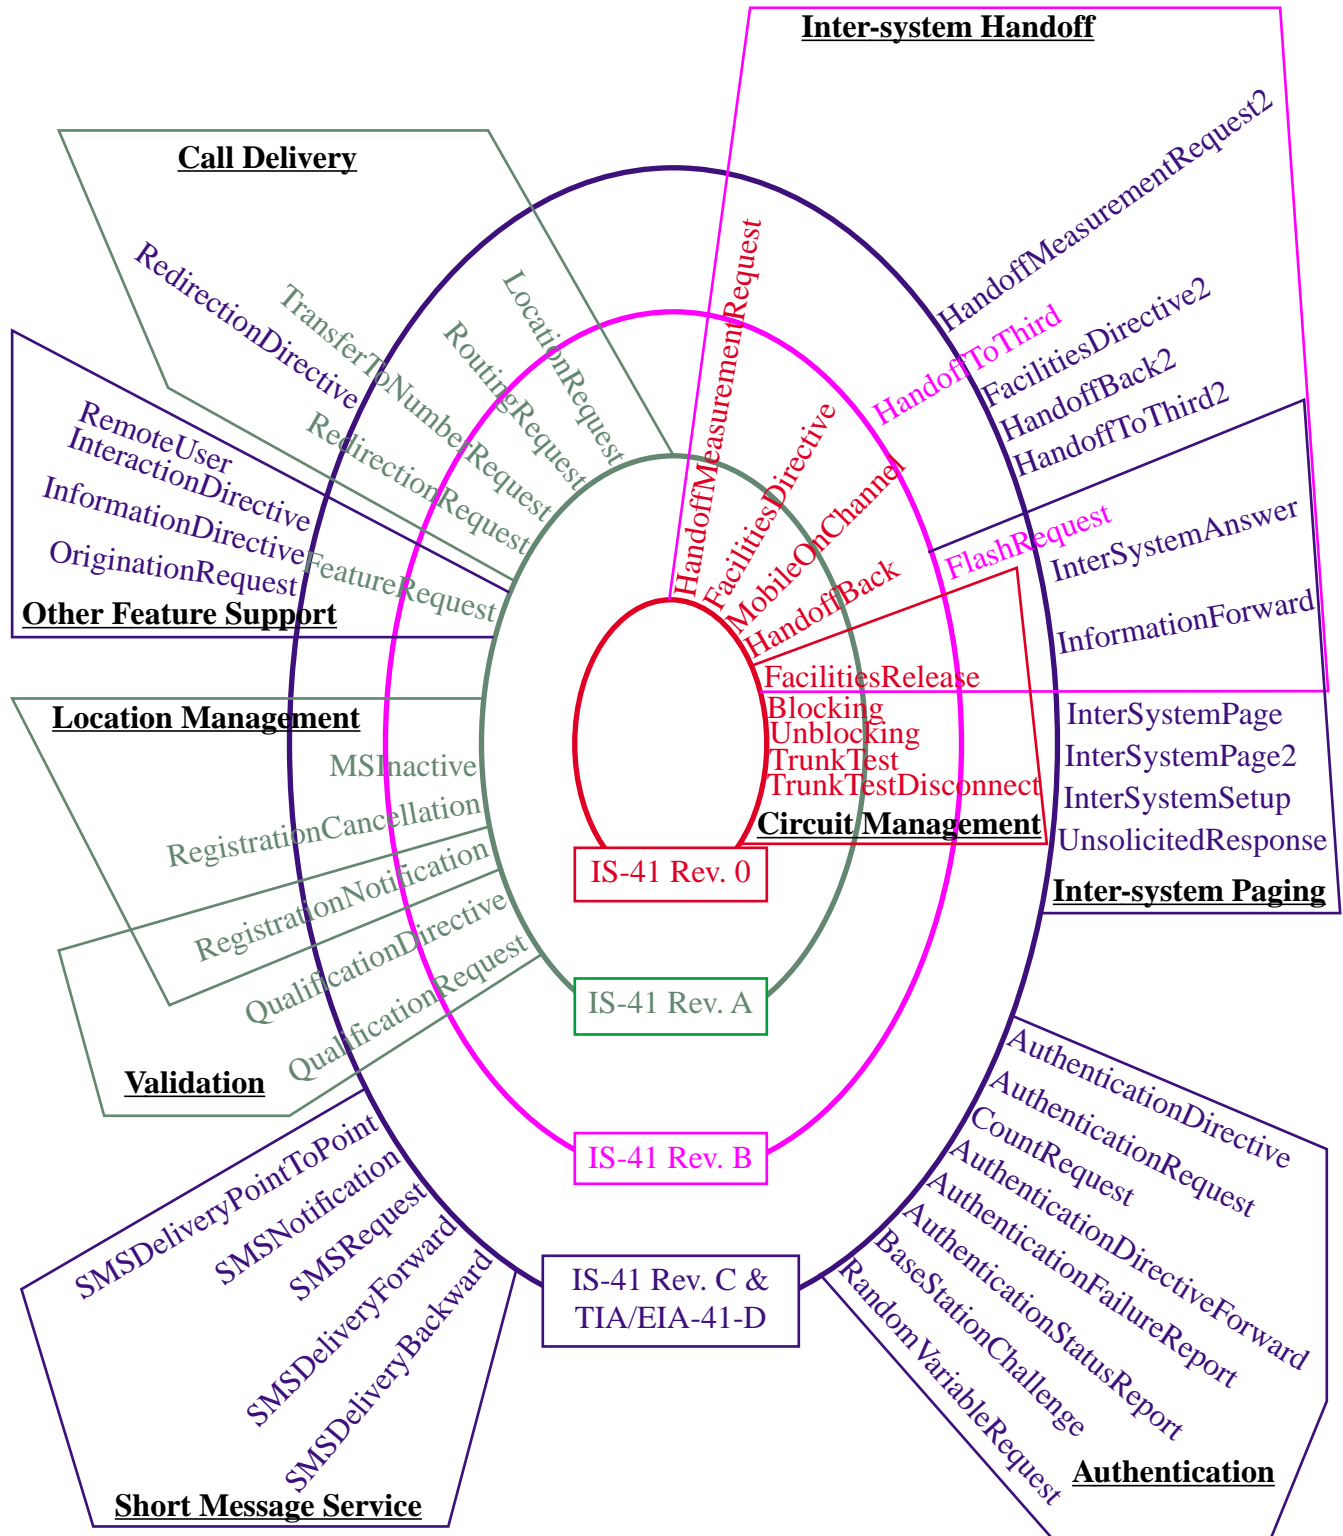 Inter-system Handoff
HandoffMeasurementRequest2
Call Delivery
HandoffMeasurementRequest
RedirectionDirective
TransferToNumberRequest
LocationRequest
RoutingRequest
RedirectionRequest
HandoffToThird
FacilitiesDirective2
HandoffBack2
HandoffToThird2
FacilitiesDirective
MobileOnChannel
HandoffBack
FlashRequest
InterSystemAnswer
InformationForward
RemoteUser
InteractionDirective
InformationDirective
OriginationRequest
FeatureRequest
Other Feature Support
FacilitiesRelease
Blocking
Unblocking
TrunkTest
TrunkTestDisconnect
Circuit Management
InterSystemPage
InterSystemPage2
InterSystemSetup
UnsolicitedResponse
Inter-system Paging
Location Management
MSInactive
RegistrationCancellation
RegistrationNotification
QualificationDirective
QualificationRequest
Validation
IS-41 Rev. 0
IS-41 Rev. A
IS-41 Rev. B
IS-41 Rev. C &
TIA/EIA-41-D
SMSDeliveryPointToPoint
SMSNotification
SMSRequest
SMSDeliveryForward
SMSDeliveryBackward
Short Message Service
AuthenticationDirective
AuthenticationRequest
CountRequest
AuthenticationDirectiveForward
AuthenticationFailureReport
AuthenticationStatusReport
BaseStationChallenge
RandomVariableRequest
Authentication